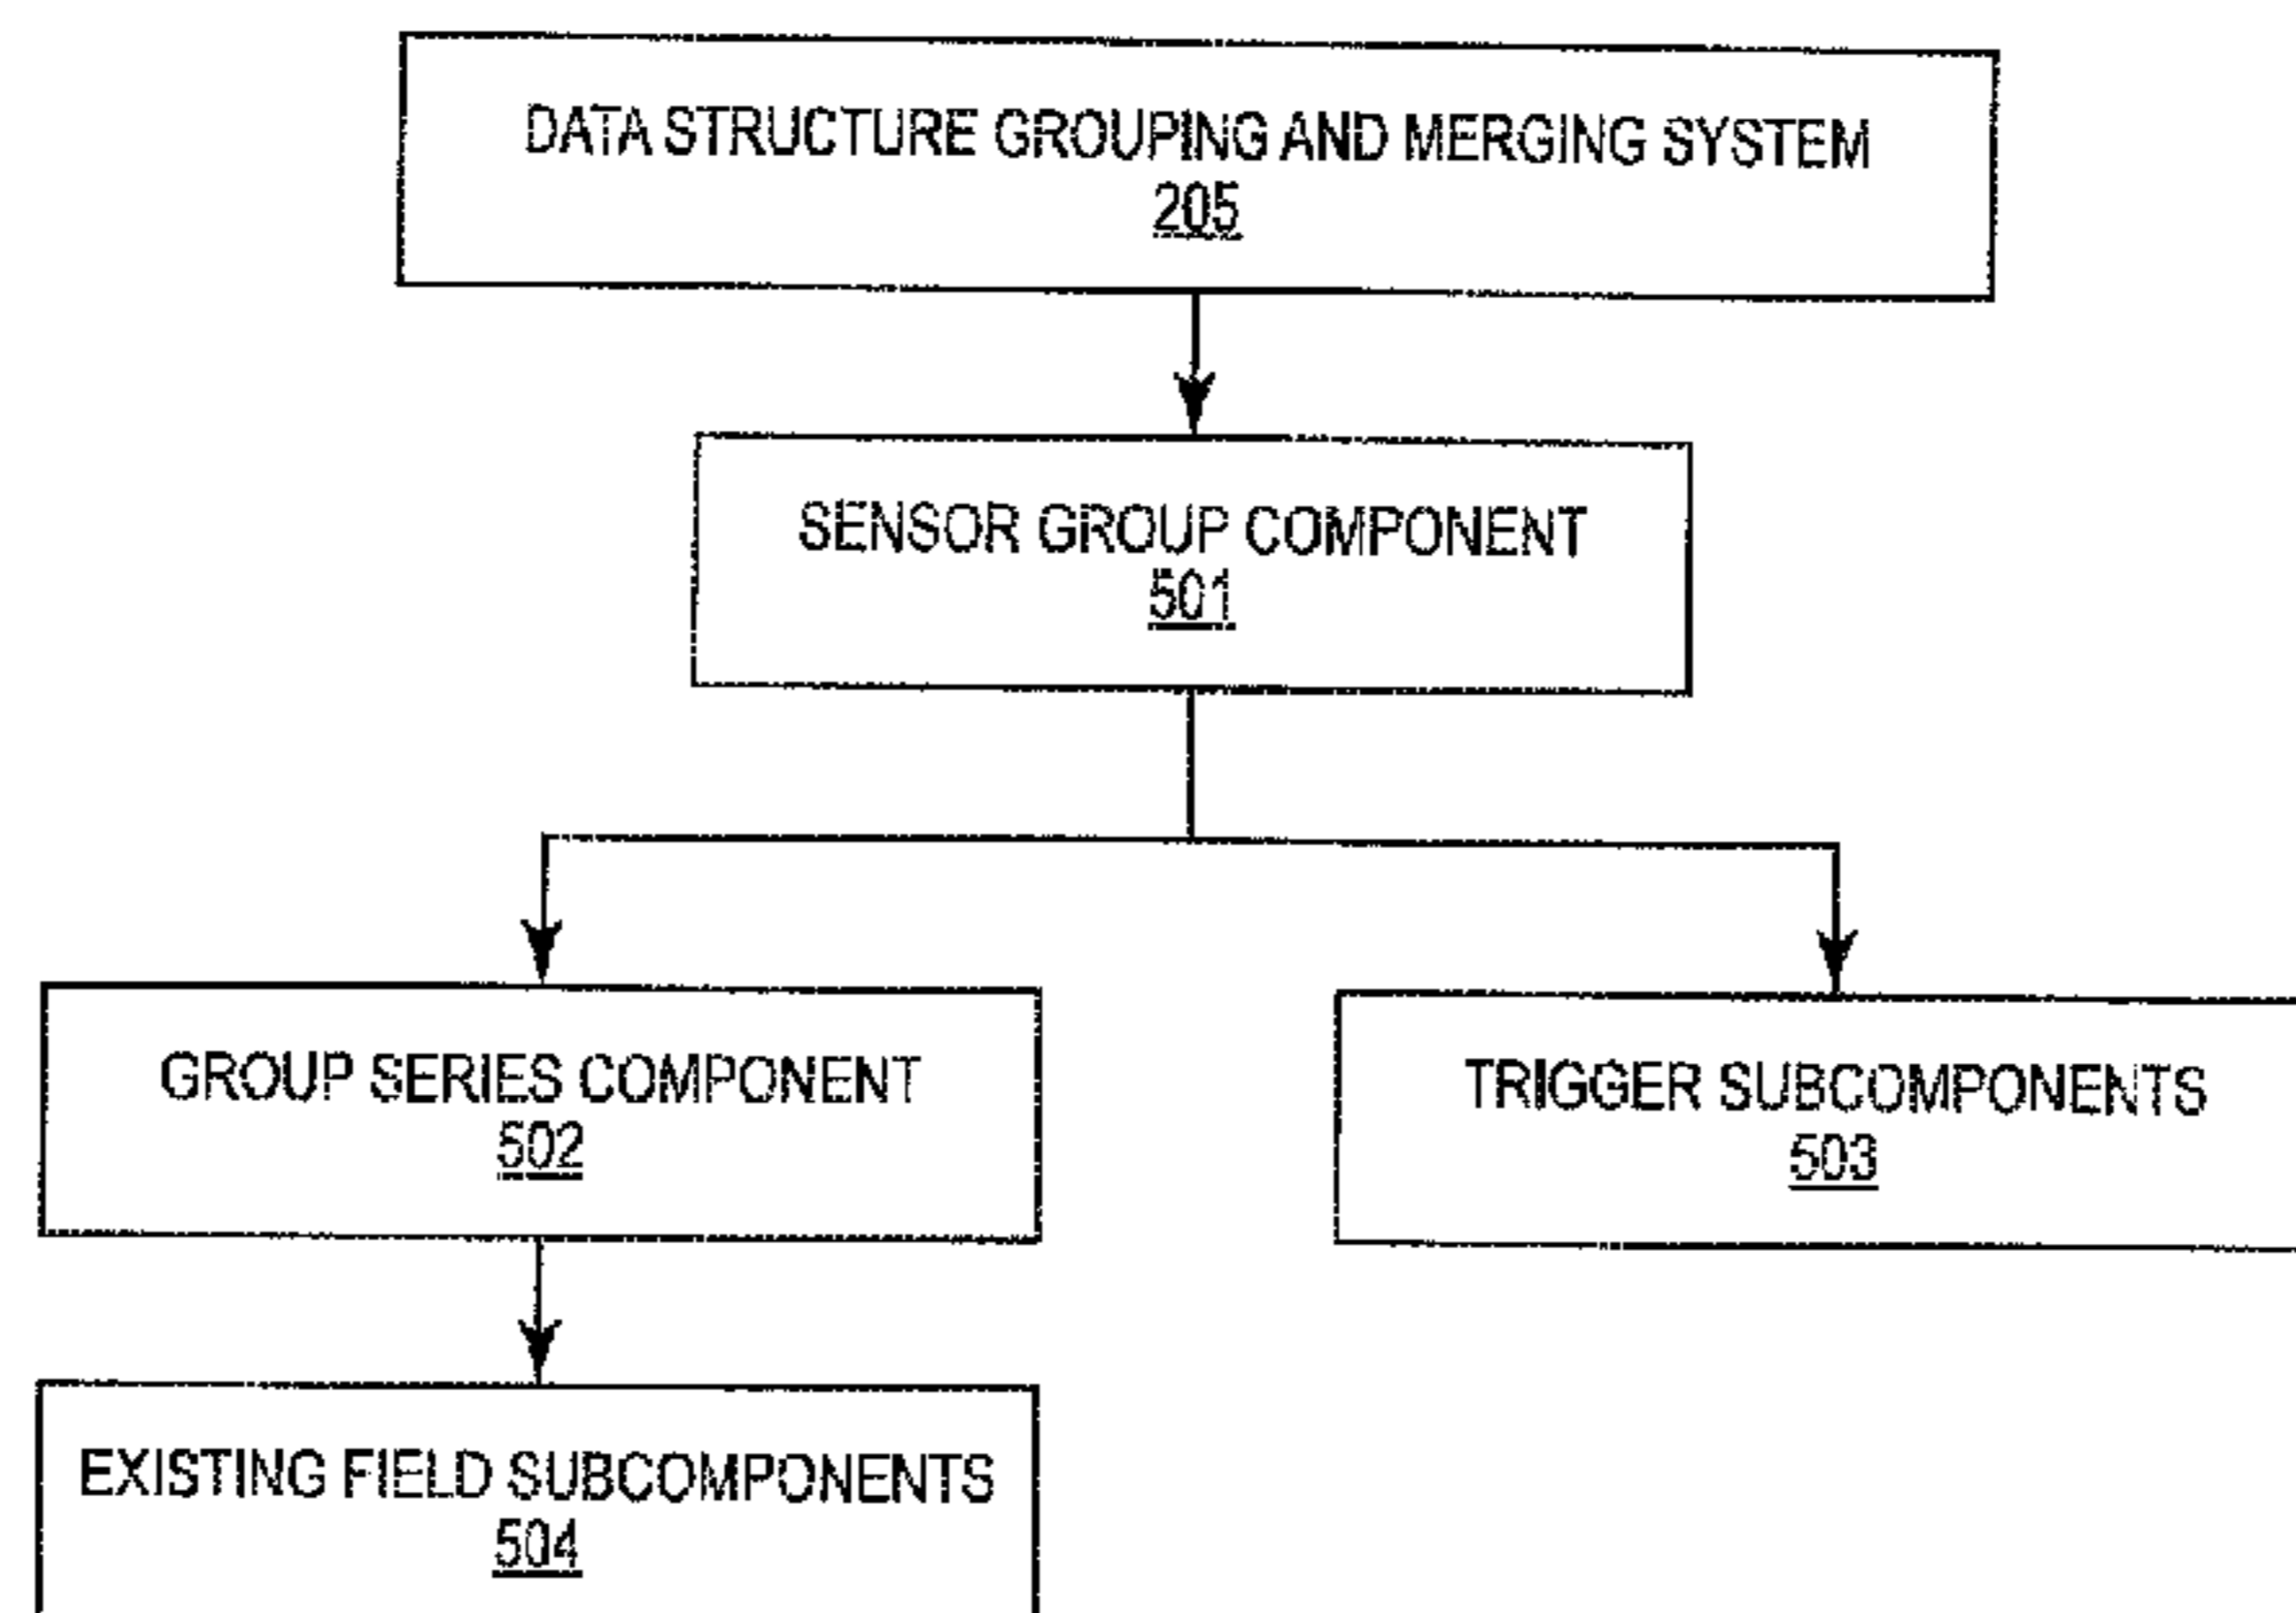 DATA STRUCTURE GROUPING AND MERGING SYSTEM
205
SENSOR GROUP COMPONENT
501
GROUP SERIES COMPONENT
502
TRIGGER SUBCOMPONENTS
503
EXISTING FIELD SUBCOMPONENTS
504